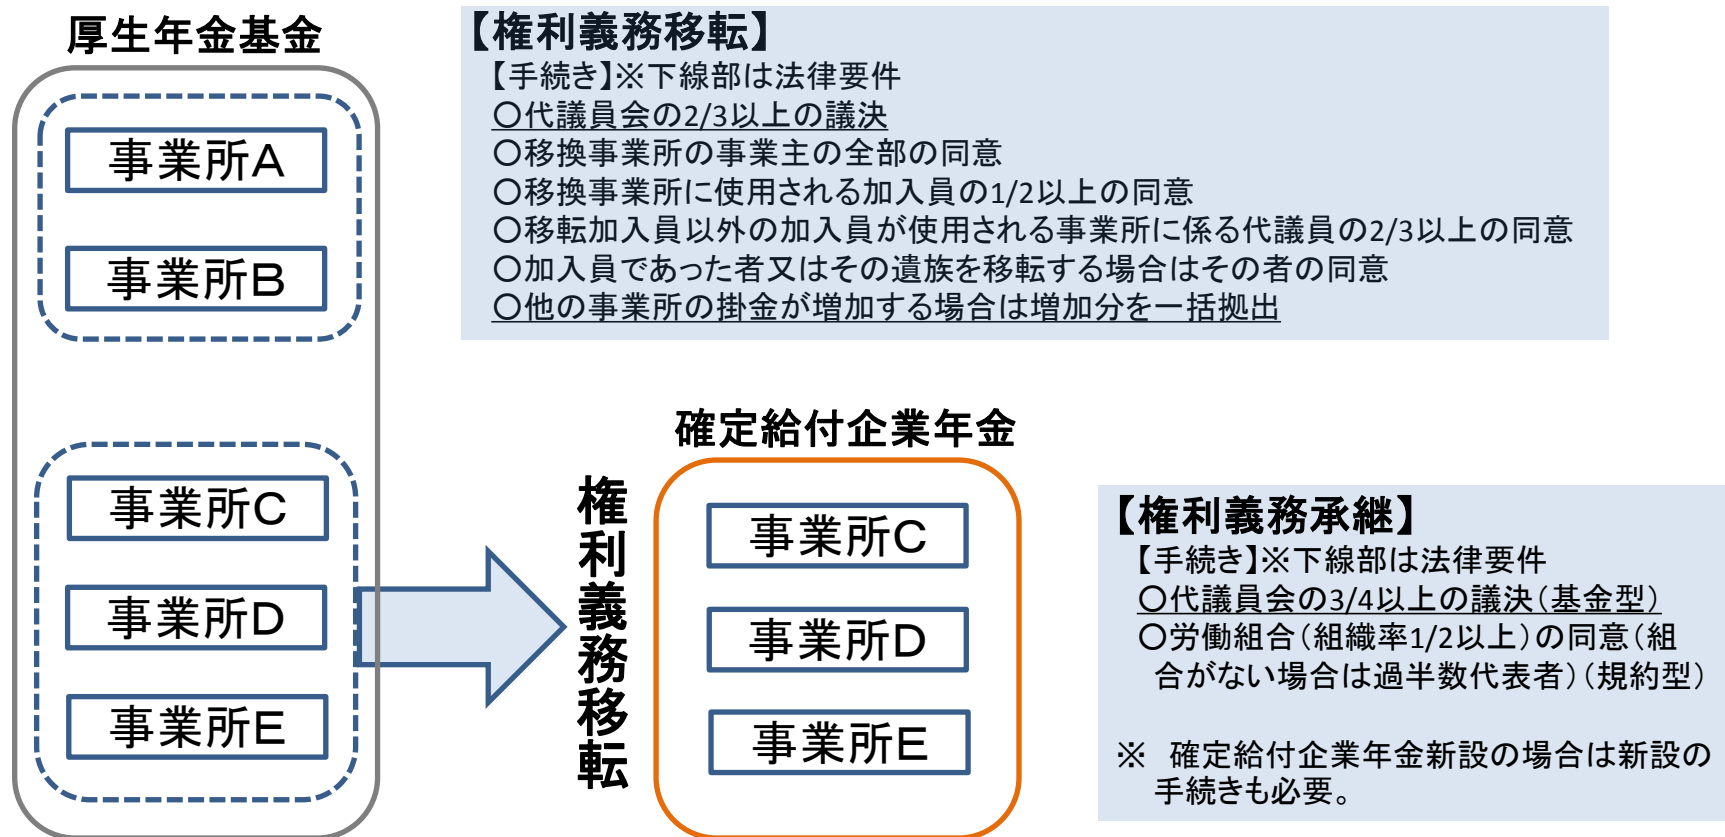 厚生年金基金
事業所A
事業所B
事業所C
事業所D
事業所E
【権利義務移転】
【手続き】※下線部は法律要件
○代議員会の2/3以上の議決
○移換事業所の事業主の全部の同意
○移換事業所に使用される加入員の1/2以上の同意
○移転加入員以外の加入員が使用される事業所に係る代議員の2/3以上の同意
○加入員であった者又はその遺族を移転する場合はその者の同意
○他の事業所の掛金が増加する場合は増加分を一括拠出
権利義務移転
確定給付企業年金
事業所C
事業所D
事業所E
【権利義務承継】
【手続き】※下線部は法律要件
○代議員会の3/4以上の議決（基金型）
○労働組合（組織率1/2以上）の同意（組
合がない場合は過半数代表者）（規約型）
※　確定給付企業年金新設の場合は新設の
手続きも必要。